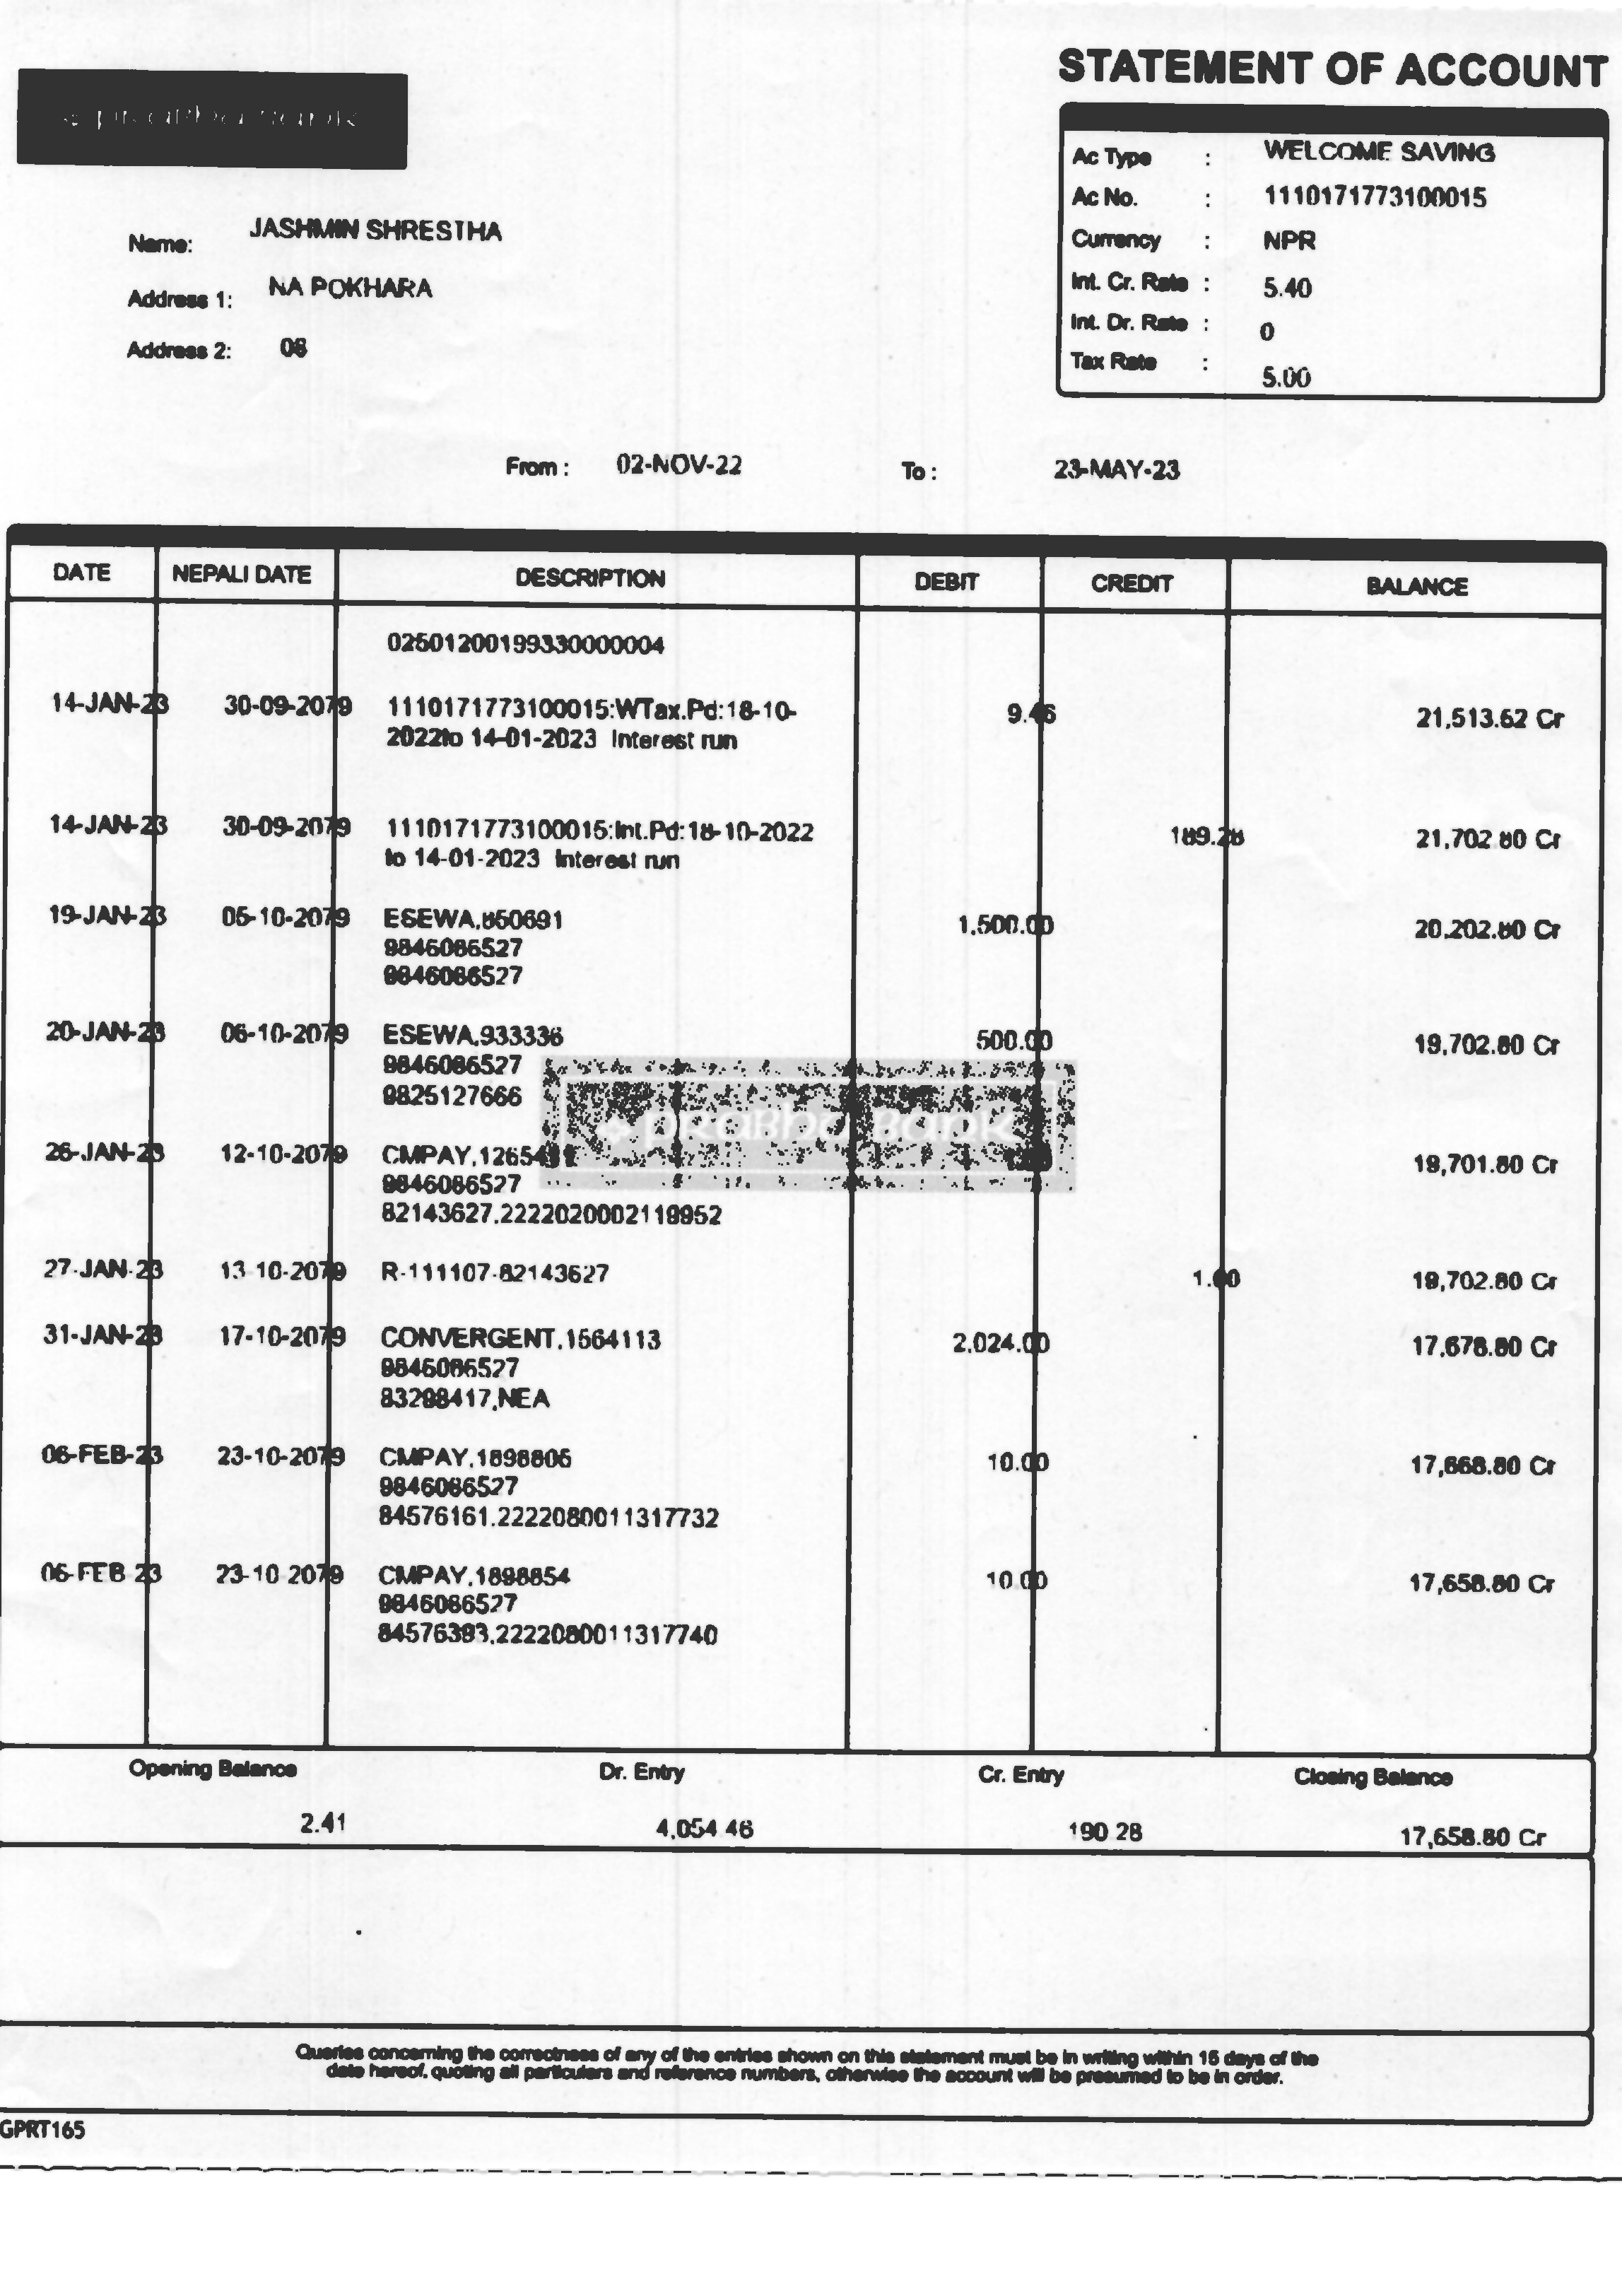 STATEMENT OF ACCOUNT
Prabhu Bank
Ac Type : WELCOME SAVING
Ac No. : 1110171773100015
Currency : NPR
Int. Cr. Rate : 5.40
Int. Dr. Rate : 0
Tax Rate : 5.00
Name: JASHMIN SHRESTHA
Address 1: NA POKHARA
Address 2: 08
From : 02-NOV-22 To : 23-MAY-23
DATE NEPALI DATE DESCRIPTION DEBIT CREDIT BALANCE
02501200199330000004
14-JAN-23 30-09-2079 1110171773100015:WTax.Pd:18-10- 9.46 21,513.52 Cr
2022to 14-01-2023 Interest run
14-JAN-23 30-09-2079 1110171773100015:Int.Pd:18-10-2022 189.28 21,702.80 Cr
to 14-01-2023 Interest run
19-JAN-23 05-10-2079 ESEWA,850691 1,500.00 20,202.80 Cr
9846086527
9846086527
20-JAN-23 06-10-2079 ESEWA,933336 500.00 19,702.80 Cr
9846086527
9825127666
Prabhu Bank
26-JAN-23 12-10-2079 CMPAY, 19,701.80 Cr
9846086527
82143627,2222020002119952
27-JAN-23 13-10-2079 R-111107-82143627 1.00 19,702.80 Cr
31-JAN-23 17-10-2079 CONVERGENT,1564113 2,024.00 17,678.80 Cr
9846086527
83298417,NEA
06-FEB-23 23-10-2079 CMPAY,1898806 10.00 17,668.80 Cr
9846086527
84576161,2222080011317732
06-FEB-23 23-10-2079 CMPAY,1898854 10.00 17,658.80 Cr
9846086527
84576393,2222080011317740
Opening Balance Dr. Entry Cr. Entry Closing Balance
2.41 4,054.46 190.28 17,658.80 Cr
Queries concerning the correctness of any of the entries shown on this statement must be in writing within 15 days of the
date hereof, quoting all particulars and reference numbers, otherwise the account will be presumed to be in order.
GPRT165